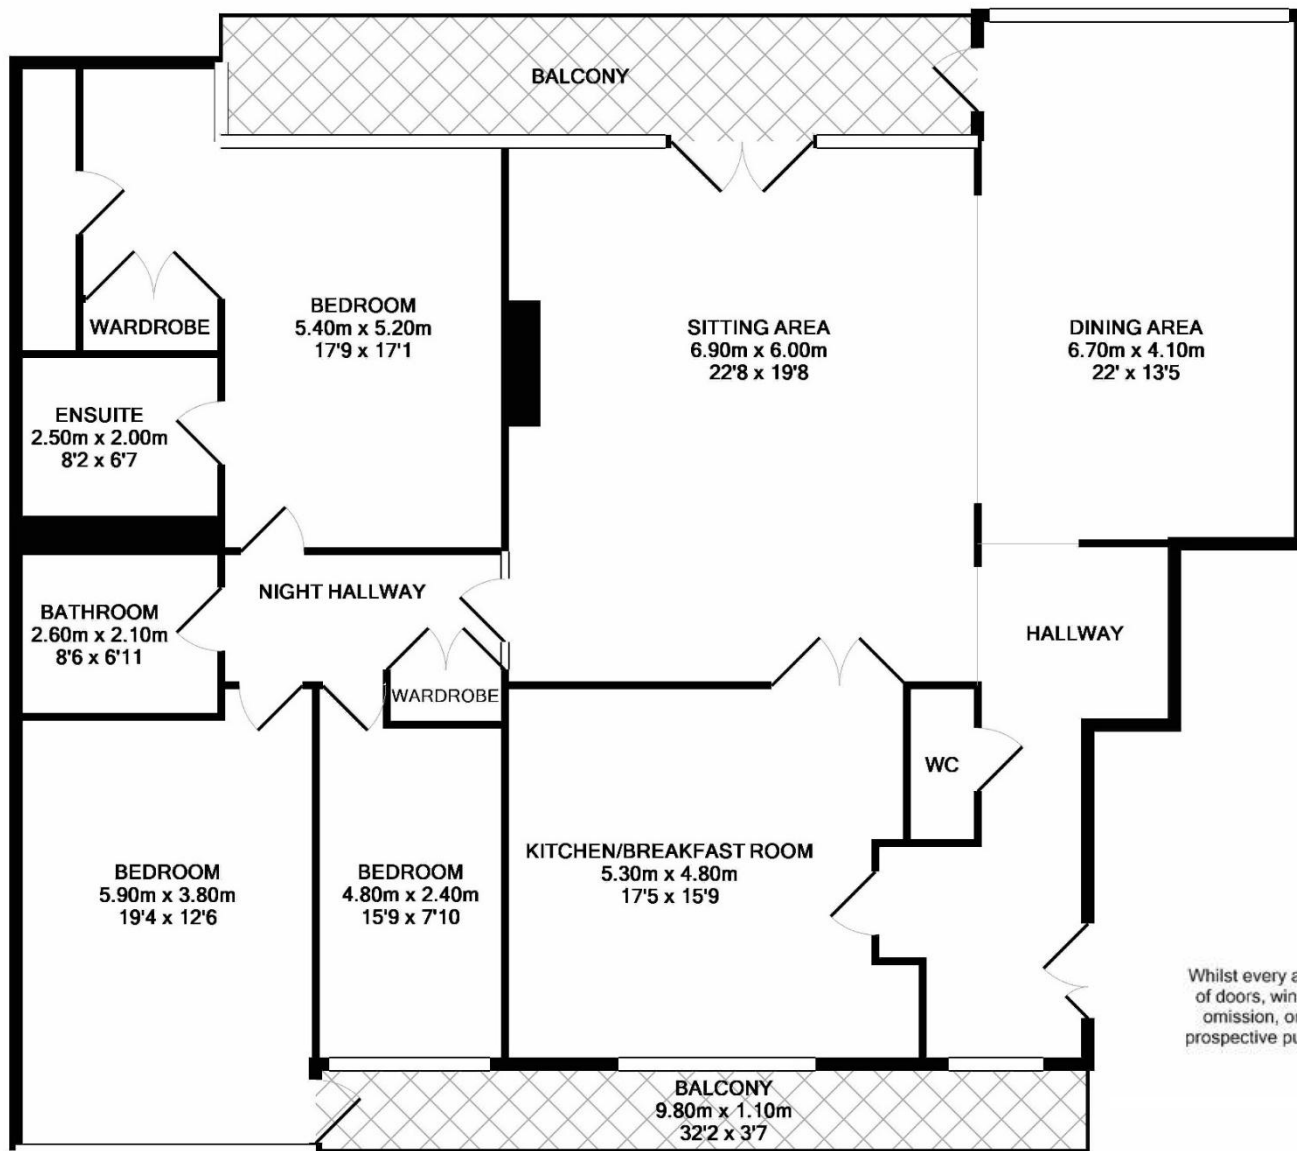 BALCONY
BEDROOM
5.40m x 5.20m
17'9 x 17'1
WARDROBE
SITTING AREA
6.90m x 6.00m
22'8 x 19'8
DINING AREA
6.70m x 4.10m
22' x 13'5
ENSUITE
2.50m x 2.00m
8'2 x 6'7
NIGHT HALLWAY
BATHROOM
2.60m x 2.10m
8'6 x 6'11
HALLWAY
WARDROBE
WC
BEDROOM
5.90m x 3.80m
19'4 x 12'6
BEDROOM
4.80m x 2.40m
15'9 x 7'10
KITCHEN/BREAKFAST ROOM
5.30m x 4.80m
17'5 x 15'9
Whilst every
of doors,
omission,
prospective
BALCONY
9.80m x 1.10m
32'2 x 3'7